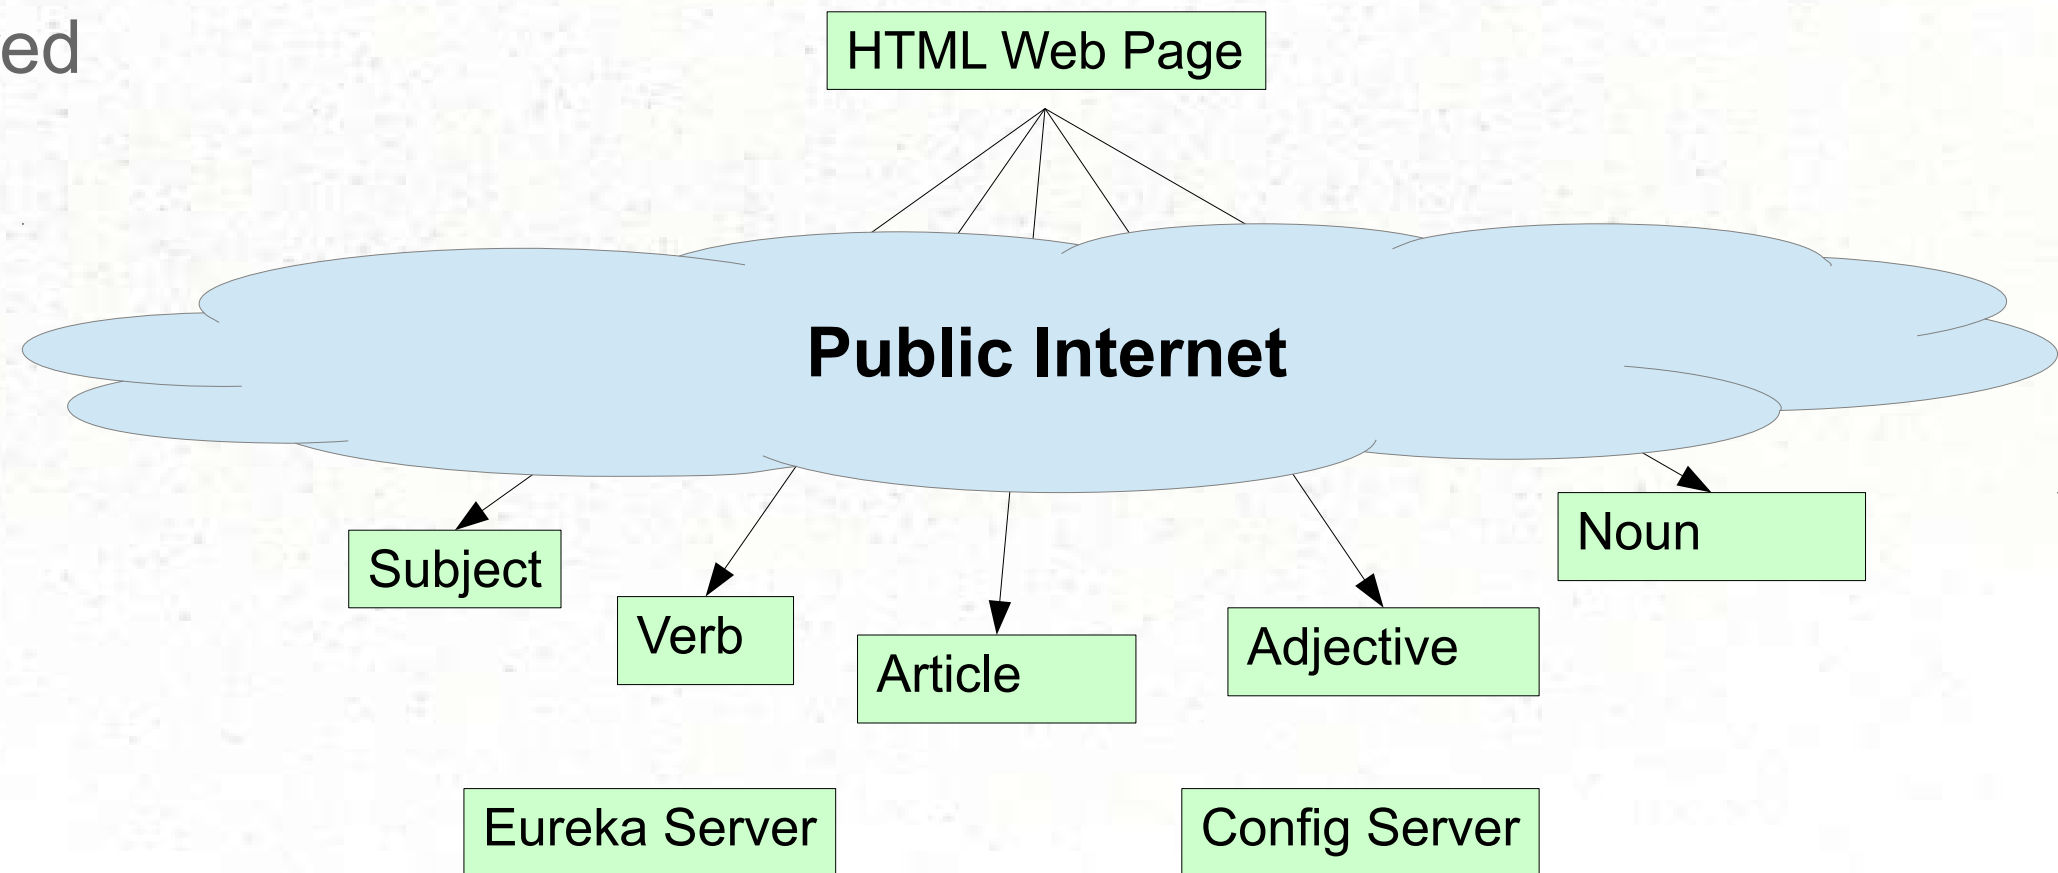 ed
HTML Web Page
Public Internet
Subject
Verb
Article
Adjective
Noun
Eureka Server
Config Server